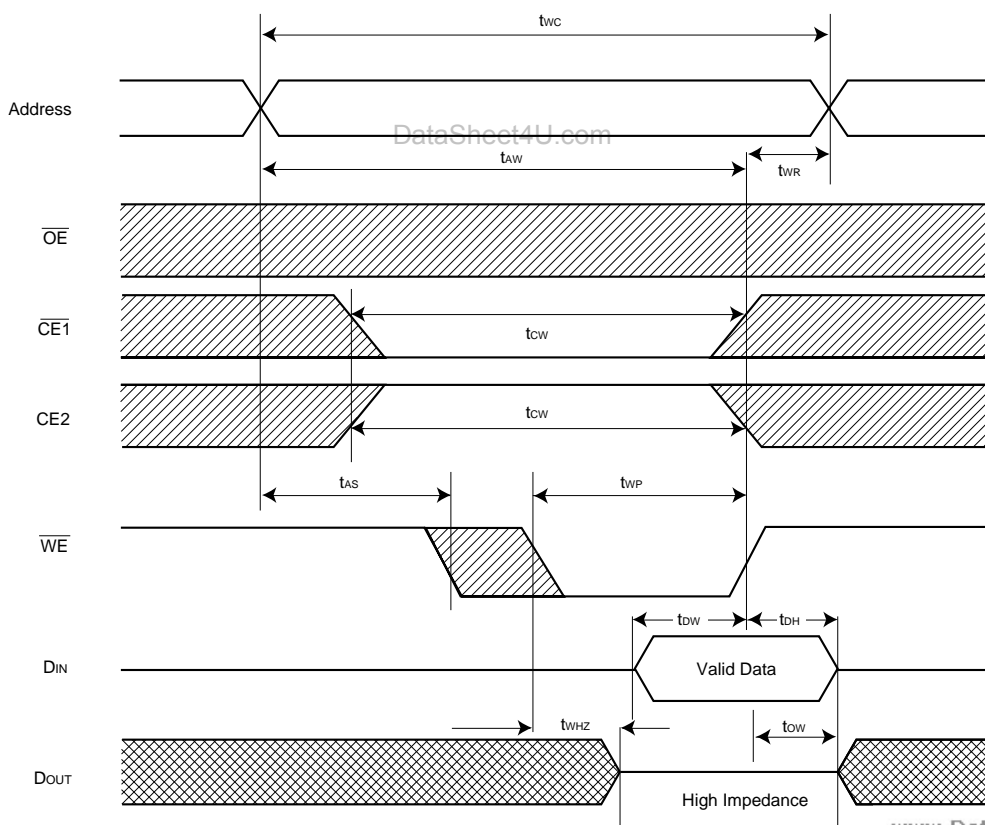 tWC
Address
DataSheet4U.com
tAW
tWR
OE
CE1
tCW
CE2
tCW
tAS
tWP
WE
tDW
tDH
DIN
Valid Data
tWHZ
tOW
DOUT
High Impedance